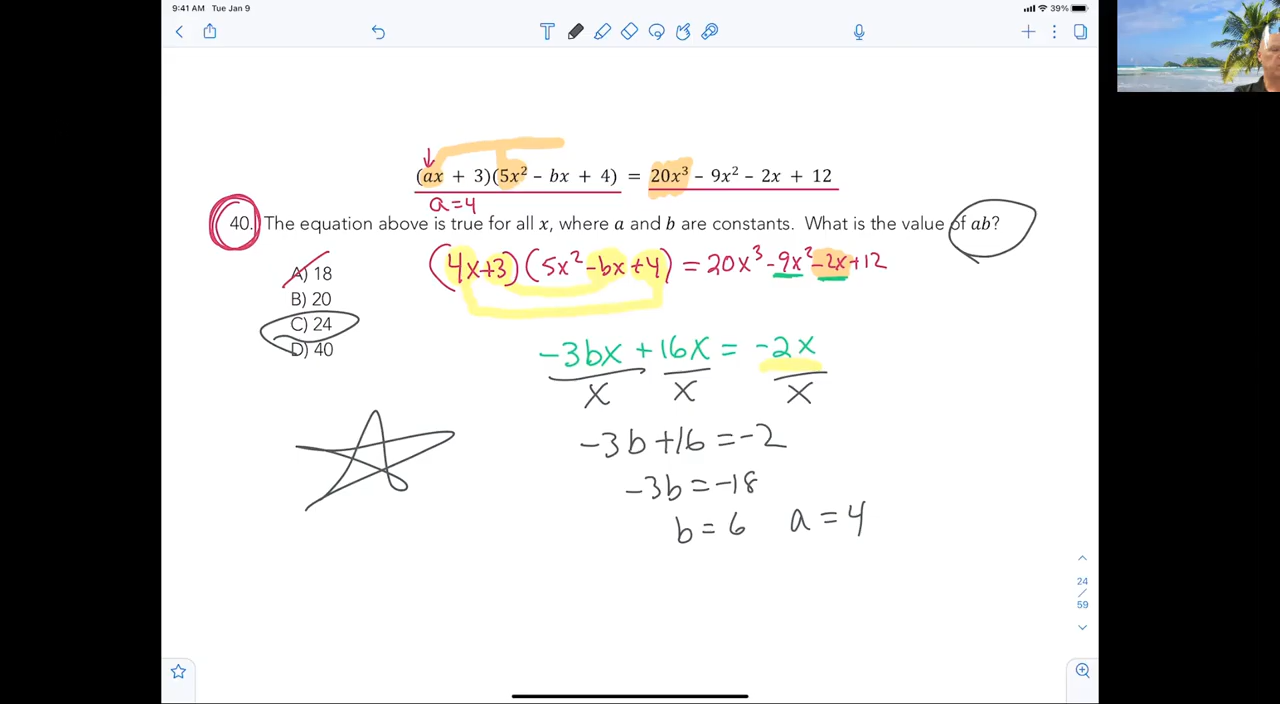 9:41 AM Tue Jan 9
39%
(ax + 3)(5x² − bx + 4) = 20x³ − 9x² − 2x + 12
a=4
40. The equation above is true for all x, where a and b are constants. What is the value of ab?
(4x+3)(5x²-bx+4) = 20x³-9x²-2x+12
A) 18
B) 20
C) 24
D) 40
-3bx +16x = -2x
x x x
-3b+16=-2
-3b=-18
b=6 a=4
24
/
59